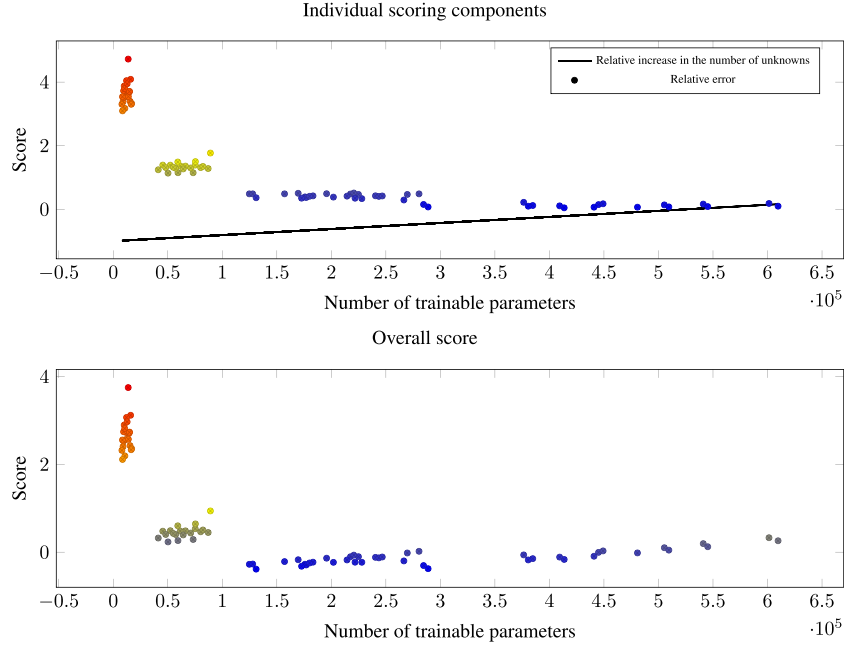 Individual scoring components
Relative increase in the number of unknowns
Relative error
4
2
0
Score
−0.5 0 0.5 1 1.5 2 2.5 3 3.5 4 4.5 5 5.5 6 6.5
Number of trainable parameters
·10⁵
Overall score
4
2
0
Score
−0.5 0 0.5 1 1.5 2 2.5 3 3.5 4 4.5 5 5.5 6 6.5
Number of trainable parameters
·10⁵